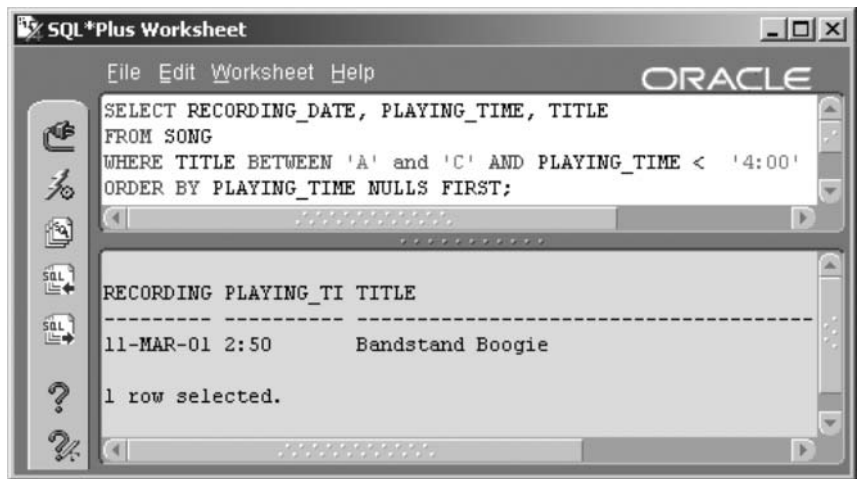 SQL*Plus Worksheet
File Edit Worksheet Help
ORACLE
SELECT RECORDING_DATE, PLAYING_TIME, TITLE
FROM SONG
WHERE TITLE BETWEEN 'A' and 'C' AND PLAYING_TIME < '4:00'
ORDER BY PLAYING_TIME NULLS FIRST;
RECORDING PLAYING_TI TITLE
--------- ---------- ----------------------------------------
11-MAR-01 2:50 Bandstand Boogie
1 row selected.
SQL
SQL